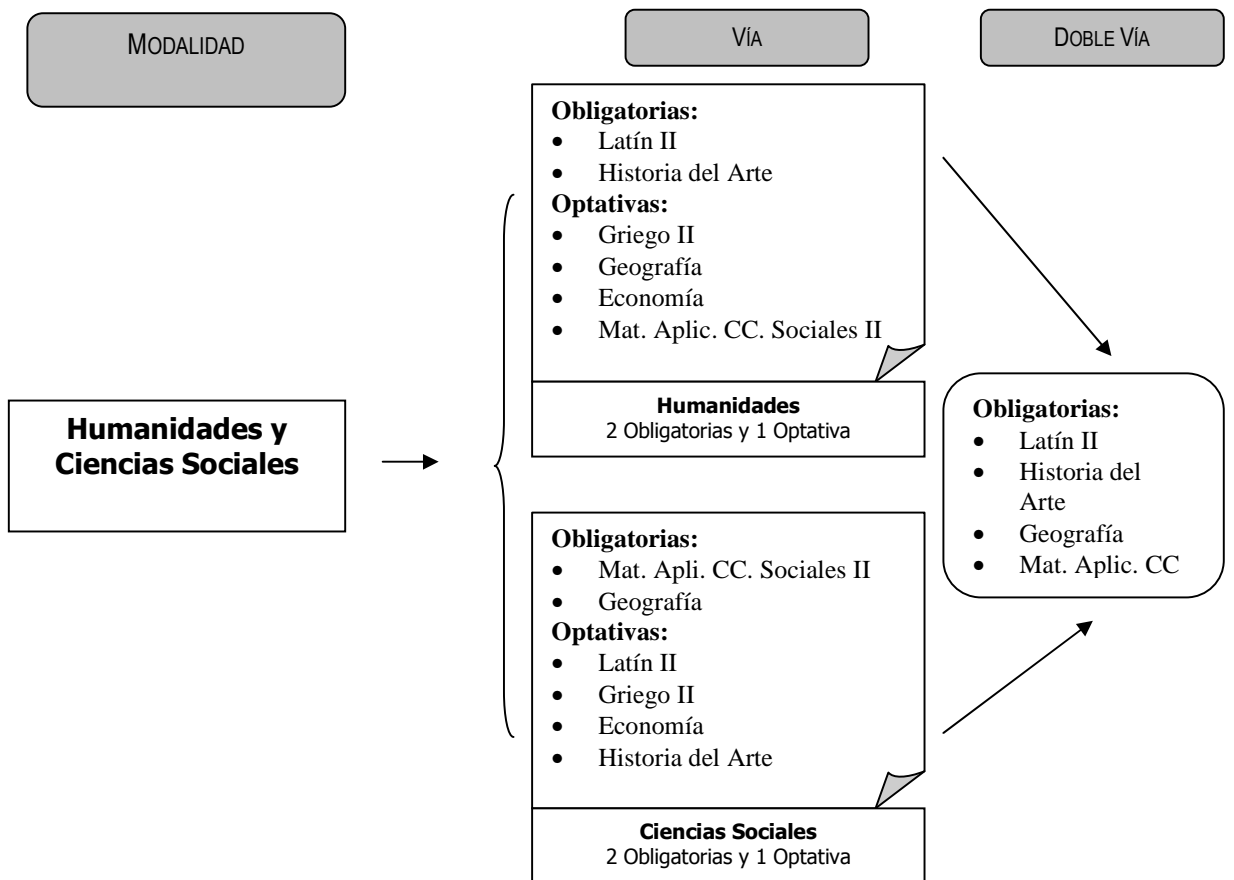 MODALIDAD
VÍA
DOBLE VÍA
Obligatorias:
• Latín II
• Historia del Arte
Optativas:
• Griego II
• Geografía
• Economía
• Mat. Aplic. CC. Sociales II
Humanidades
2 Obligatorias y 1 Optativa
Humanidades y
Ciencias Sociales
Obligatorias:
• Mat. Apli. CC. Sociales II
• Geografía
Optativas:
• Latín II
• Griego II
• Economía
• Historia del Arte
Ciencias Sociales
2 Obligatorias y 1 Optativa
Obligatorias:
• Latín II
• Historia del
Arte
• Geografía
• Mat. Aplic. CC